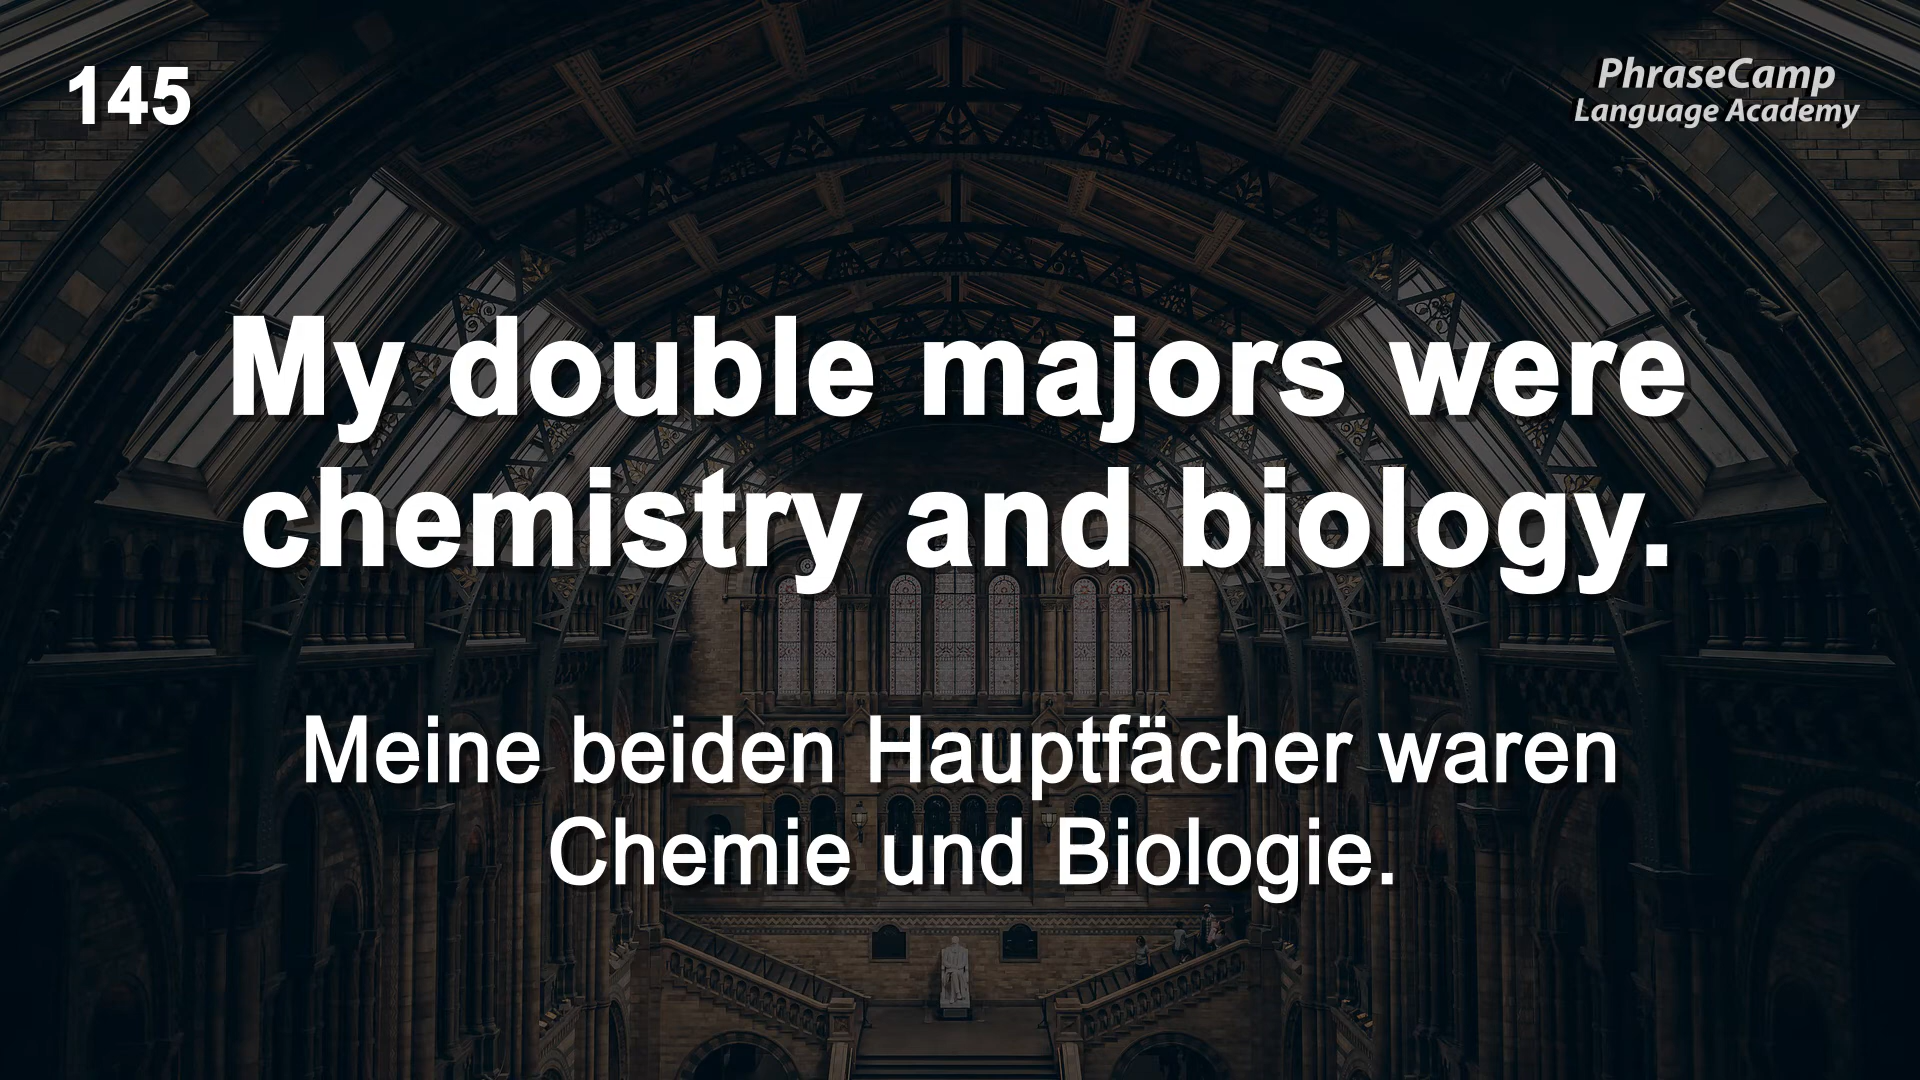 145
PhraseCamp
Language Academy
My double majors were
chemistry and biology.
Meine beiden Hauptfächer waren
Chemie und Biologie.